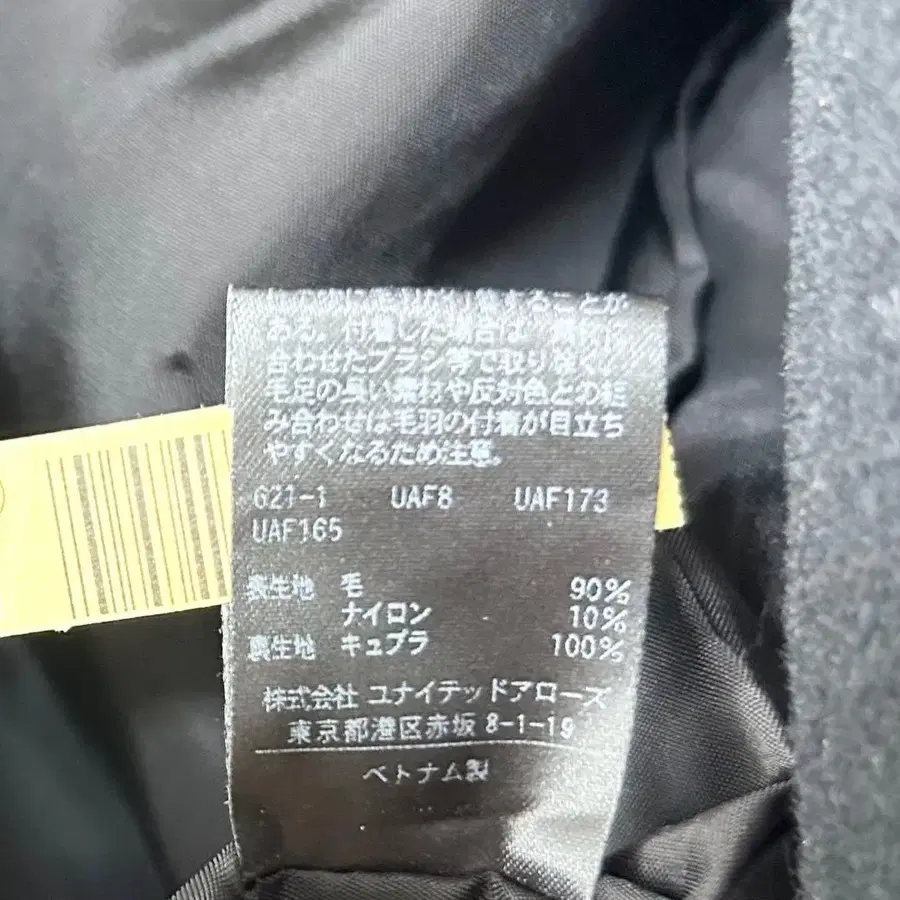 ある。付着した場合は
合わせたブラシ等で取り除く。
毛足の長い素材や反対色との組
み合わせは毛羽の付着が目立ち
やすくなるため注意。
621-1 UAF8 UAF173
UAF165
表生地 毛 90%
ナイロン 10%
裏生地 キュプラ 100%
株式会社 ユナイテッドアローズ
東京都港区赤坂 8-1-19
ベトナム製